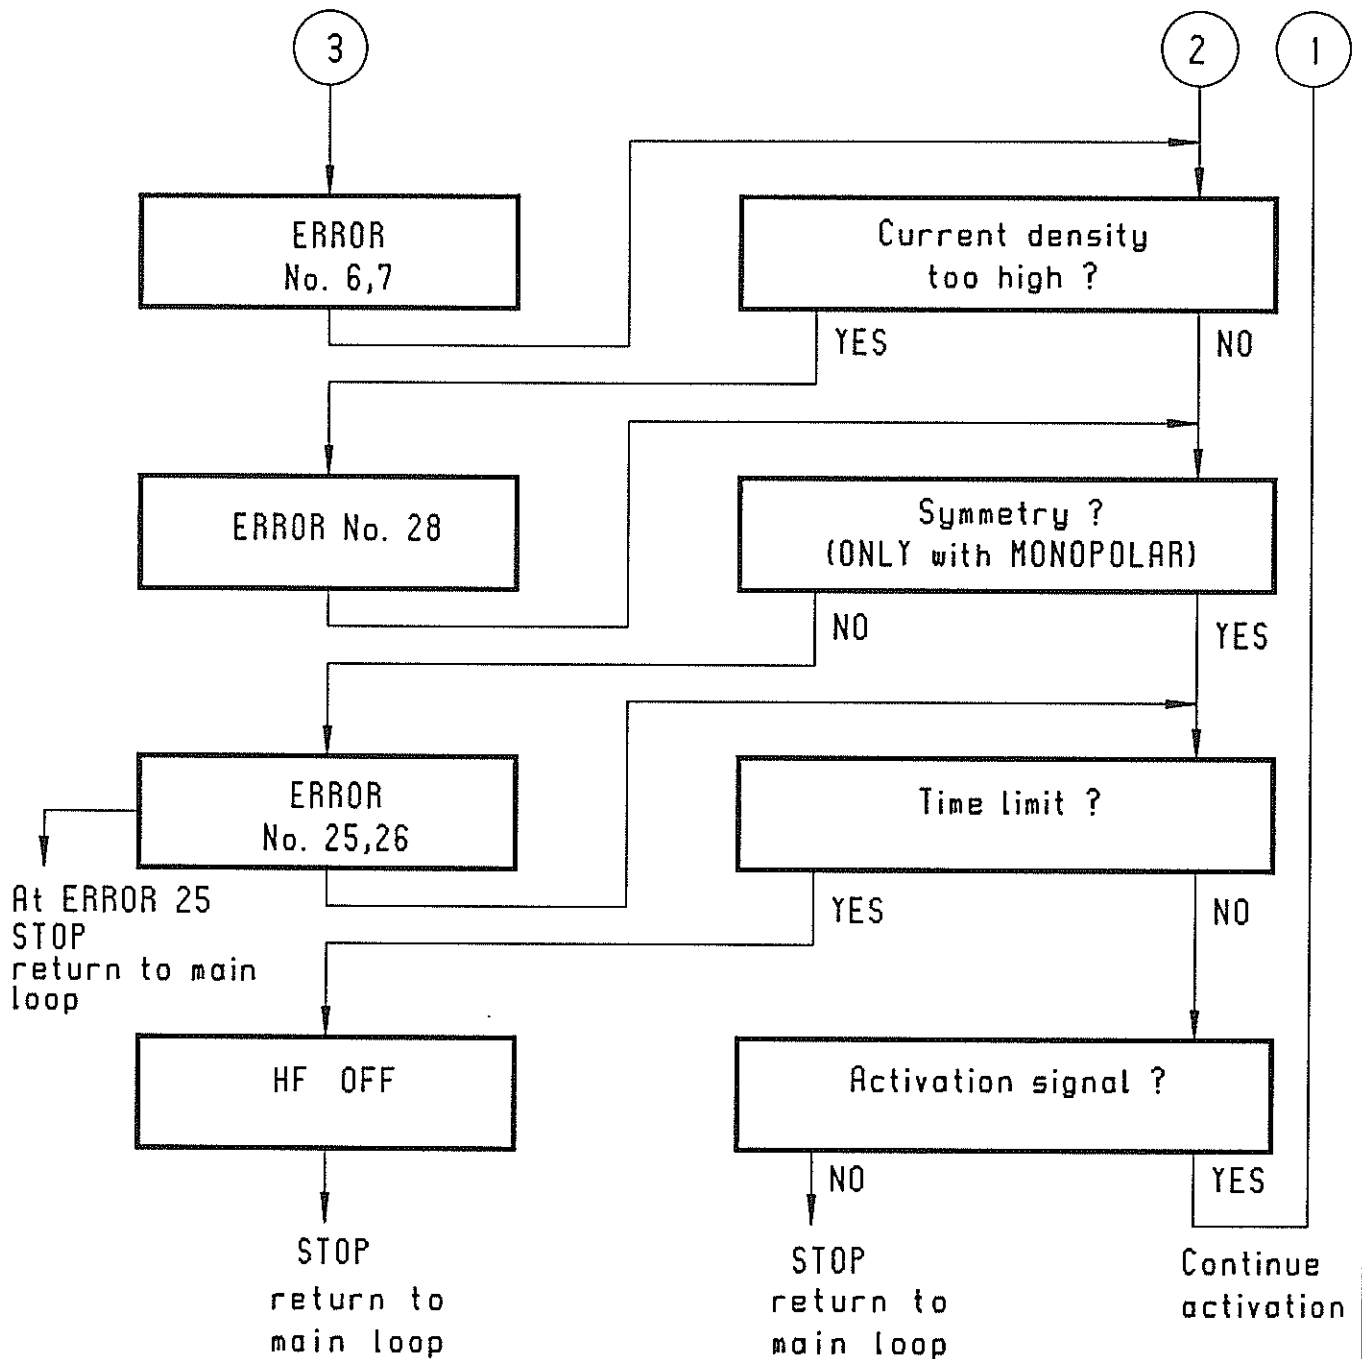 3
2
1
ERROR
No. 6,7
Current density
too high ?
YES
NO
ERROR No. 28
Symmetry ?
(ONLY with MONOPOLAR)
NO
YES
ERROR
No. 25,26
Time limit ?
At ERROR 25
STOP
return to main
loop
YES
NO
HF OFF
Activation signal ?
NO
YES
STOP
return to
main loop
STOP
return to
main loop
Continue
activation